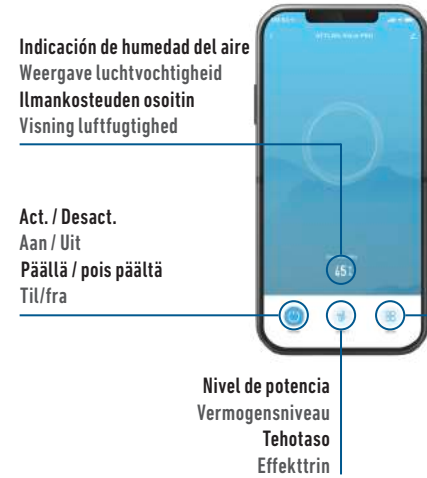 Indicación de humedad del aire
Weergave luchtvochtigheid
Ilmankosteuden osoitin
Visning luftfugtighed
45%
Act. / Desact.
Aan / Uit
Päällä / pois päältä
Til/fra
Nivel de potencia
Vermogensniveau
Tehotaso
Effekttrin